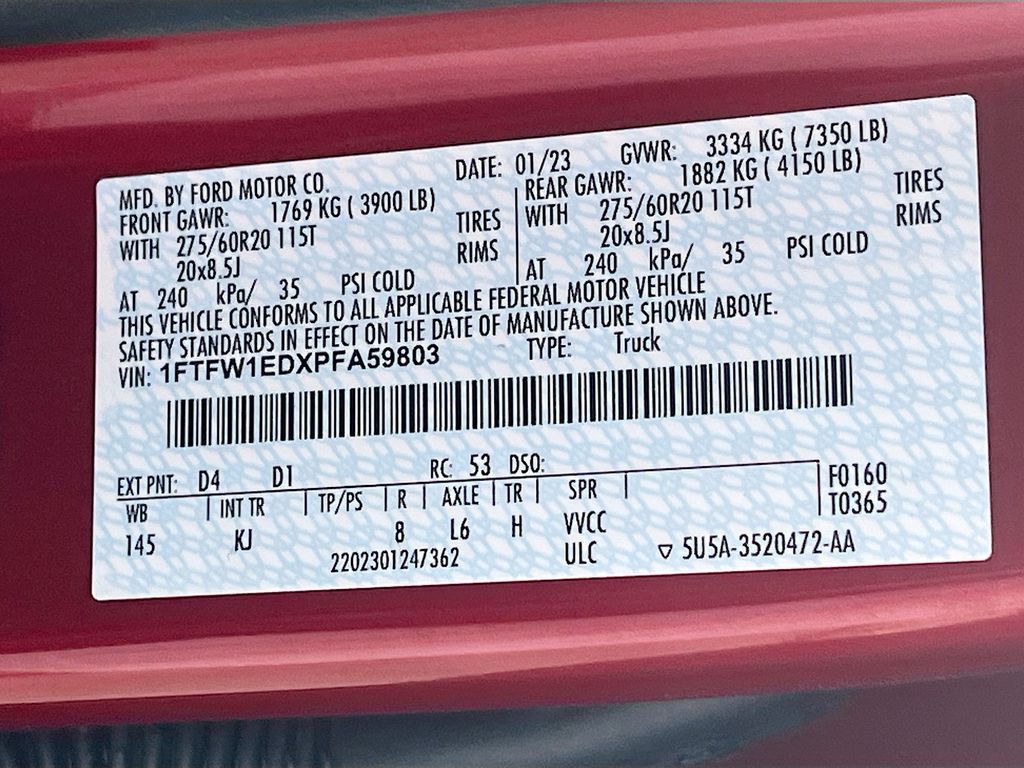 MFD. BY FORD MOTOR CO. DATE: 01/23 GVWR: 3334 KG ( 7350 LB)
FRONT GAWR: 1769 KG ( 3900 LB) REAR GAWR: 1882 KG ( 4150 LB)
WITH 275/60R20 115T TIRES WITH 275/60R20 115T TIRES
20x8.5J RIMS 20x8.5J RIMS
AT 240 kPa/ 35 PSI COLD AT 240 kPa/ 35 PSI COLD
THIS VEHICLE CONFORMS TO ALL APPLICABLE FEDERAL MOTOR VEHICLE
SAFETY STANDARDS IN EFFECT ON THE DATE OF MANUFACTURE SHOWN ABOVE.
VIN: 1FTFW1EDXPFA59803 TYPE: Truck
EXT PNT: D4 D1 RC: 53 DSO:
WB INT TR TP/PS R AXLE TR SPR F0160
145 KJ 8 L6 H VVCC T0365
2202301247362 ULC ▽ 5U5A-3520472-AA